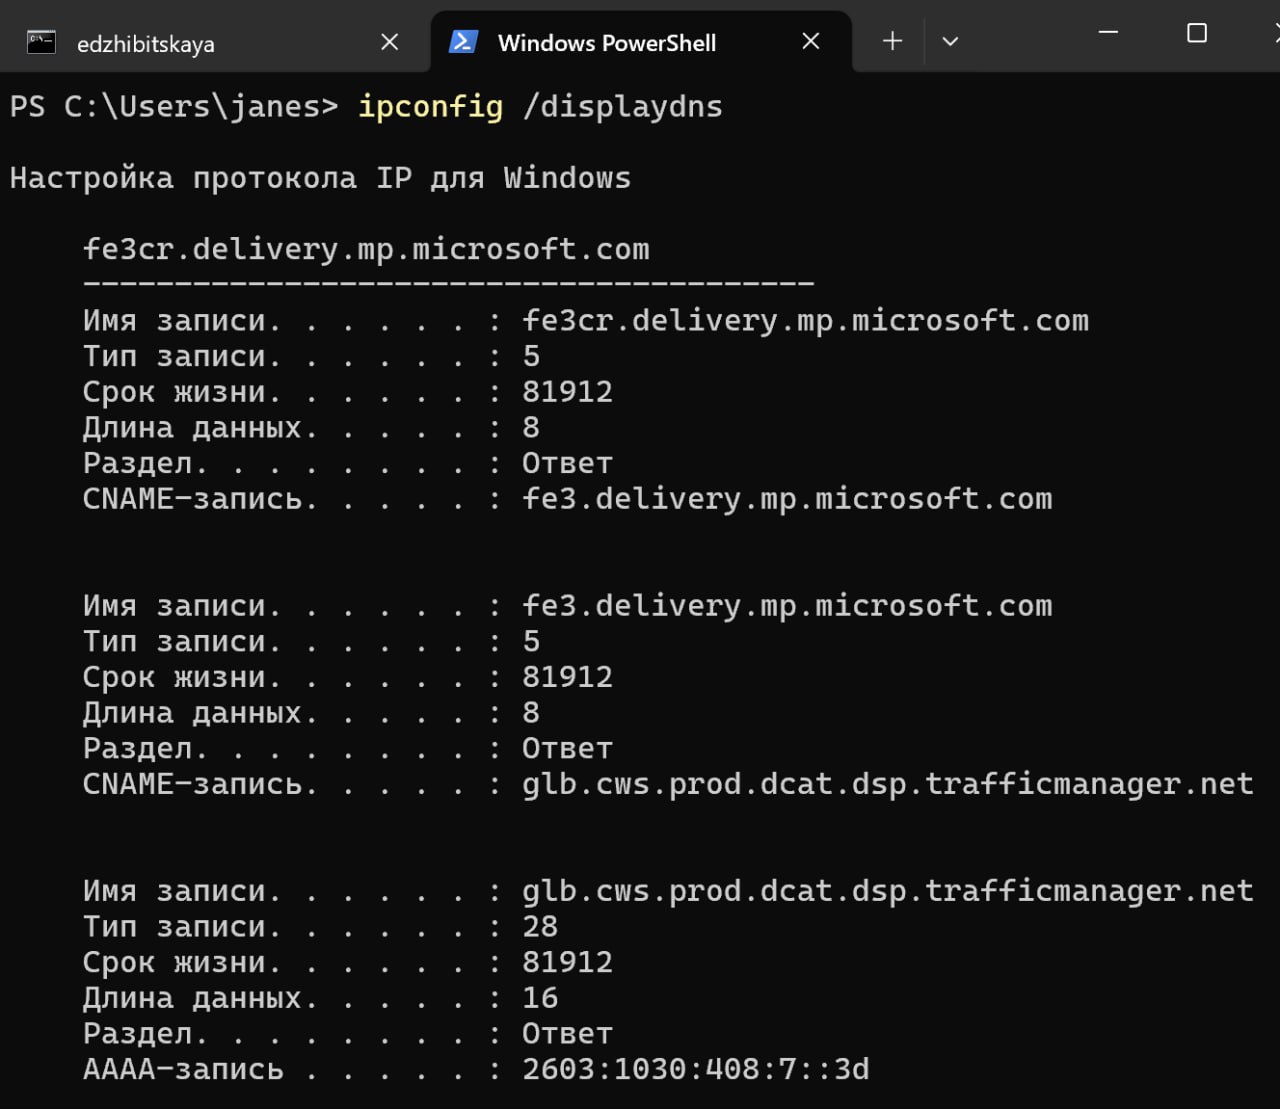 edzhibitskaya
Windows PowerShell
PS C:\Users\janes> ipconfig /displaydns
Настройка протокола IP для Windows
fe3cr.delivery.mp.microsoft.com
----------------------------------------
Имя записи. . . . . . : fe3cr.delivery.mp.microsoft.com
Тип записи. . . . . . : 5
Срок жизни. . . . . . : 81912
Длина данных. . . . . : 8
Раздел. . . . . . . . : Ответ
CNAME-запись. . . . . : fe3.delivery.mp.microsoft.com
Имя записи. . . . . . : fe3.delivery.mp.microsoft.com
Тип записи. . . . . . : 5
Срок жизни. . . . . . : 81912
Длина данных. . . . . : 8
Раздел. . . . . . . . : Ответ
CNAME-запись. . . . . : glb.cws.prod.dcat.dsp.trafficmanager.net
Имя записи. . . . . . : glb.cws.prod.dcat.dsp.trafficmanager.net
Тип записи. . . . . . : 28
Срок жизни. . . . . . : 81912
Длина данных. . . . . : 16
Раздел. . . . . . . . : Ответ
AAAA-запись . . . . . : 2603:1030:408:7::3d